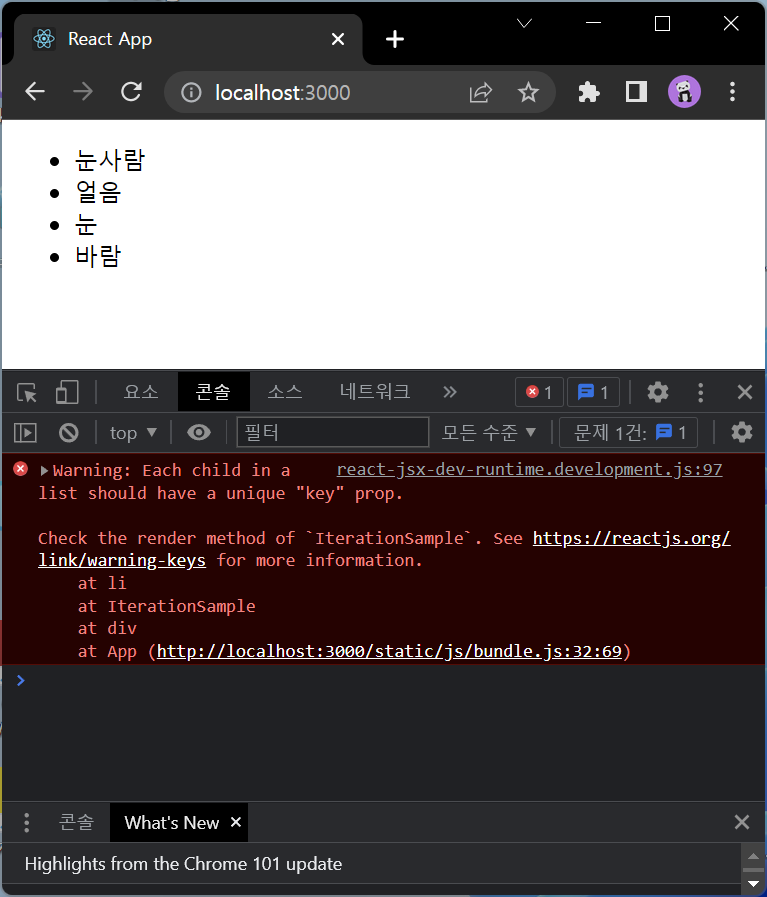 React App
localhost:3000
눈사람
얼음
눈
바람
요소 콘솔 소스 네트워크 » 1 1
top ▼ 필터 모든 수준 ▼ 문제 1건: 1
Warning: Each child in a react-jsx-dev-runtime.development.js:97
list should have a unique "key" prop.
Check the render method of `IterationSample`. See https://reactjs.org/
link/warning-keys for more information.
at li
at IterationSample
at div
at App (http://localhost:3000/static/js/bundle.js:32:69)
콘솔 What's New
Highlights from the Chrome 101 update